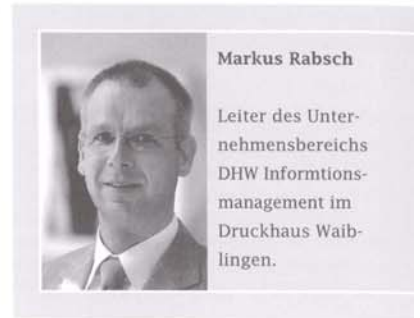 Markus Rabsch
Leiter des Unter-
nehmensbereichs
DHW Informtions-
management im
Druckhaus Waib-
lingen.